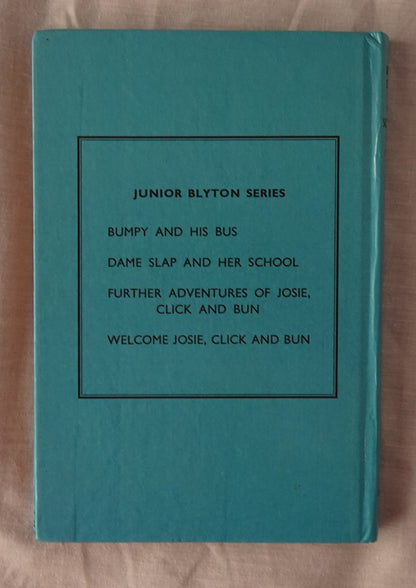 JUNIOR BLYTON SERIES
BUMPY AND HIS BUS
DAME SLAP AND HER SCHOOL
FURTHER ADVENTURES OF JOSIE,
CLICK AND BUN
WELCOME JOSIE, CLICK AND BUN